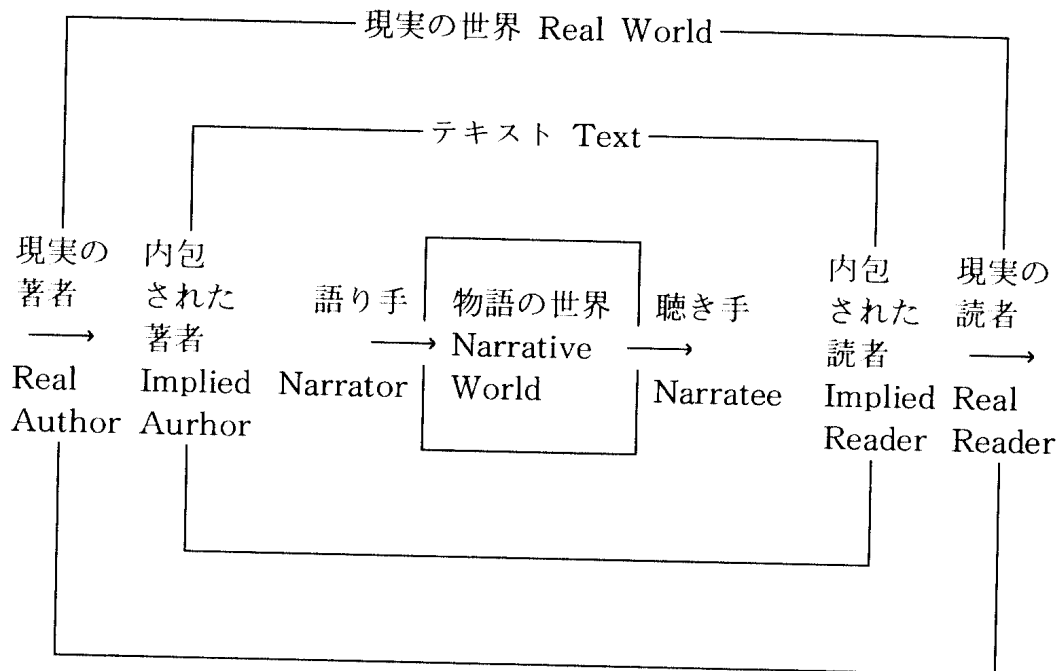 現実の世界 Real World
テキスト Text
現実の
著者
→
Real
Author
内包
された
著者
Implied
Aurhor
語り手
→
Narrator
物語の世界
Narrative
World
聴き手
→
Narratee
内包
された
読者
Implied
Reader
現実の
読者
→
Real
Reader